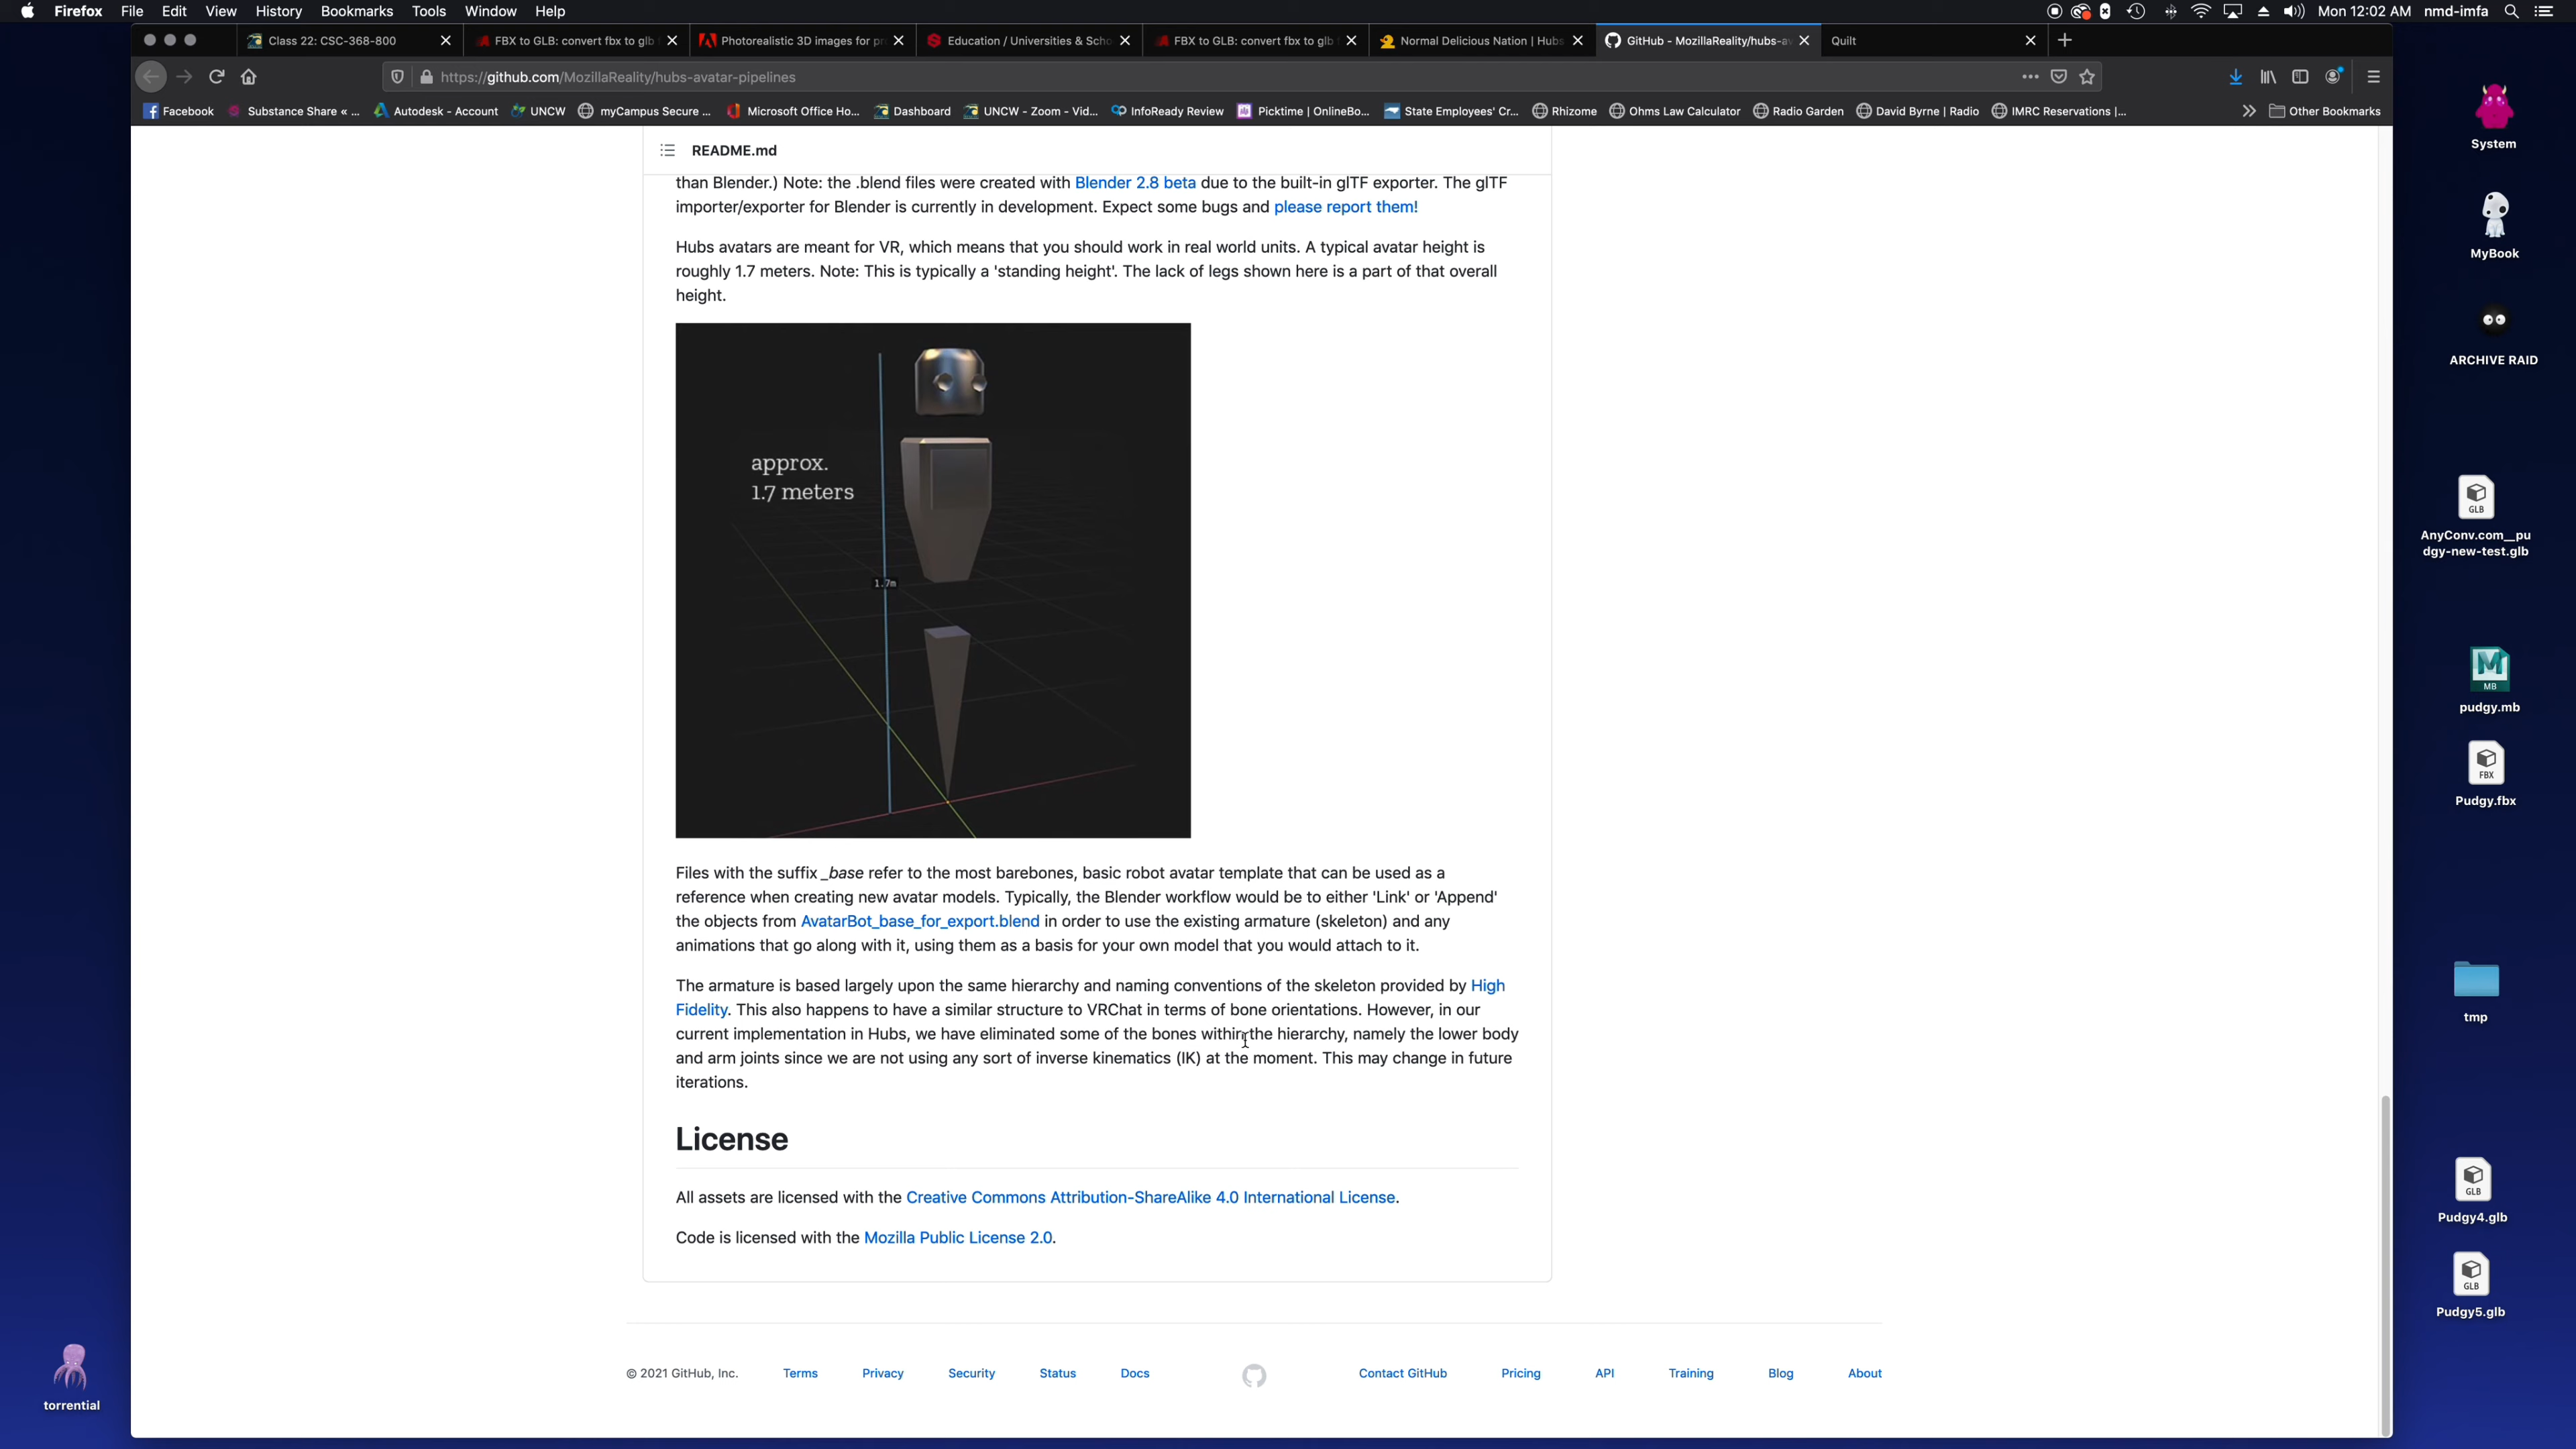 Firefox File Edit View History Bookmarks Tools Window Help Mon 12:02 AM nmd-imfa
Class 22: CSC-368-800 FBX to GLB: convert fbx to glb Photorealistic 3D images for pr Education / Universities & Scho FBX to GLB: convert fbx to glb Normal Delicious Nation | Hubs GitHub - MozillaReality/hubs-av Quilt
https://github.com/MozillaReality/hubs-avatar-pipelines
Facebook Substance Share « ... Autodesk - Account UNCW myCampus Secure ... Microsoft Office Ho... Dashboard UNCW - Zoom - Vid... InfoReady Review Picktime | OnlineBo... State Employees' Cr... Rhizome Ohms Law Calculator Radio Garden David Byrne | Radio IMRC Reservations |... Other Bookmarks
README.md
than Blender.) Note: the .blend files were created with Blender 2.8 beta due to the built-in glTF exporter. The glTF
importer/exporter for Blender is currently in development. Expect some bugs and please report them!
Hubs avatars are meant for VR, which means that you should work in real world units. A typical avatar height is
roughly 1.7 meters. Note: This is typically a 'standing height'. The lack of legs shown here is a part of that overall
height.
approx.
1.7 meters
1.7m
Files with the suffix _base refer to the most barebones, basic robot avatar template that can be used as a
reference when creating new avatar models. Typically, the Blender workflow would be to either 'Link' or 'Append'
the objects from AvatarBot_base_for_export.blend in order to use the existing armature (skeleton) and any
animations that go along with it, using them as a basis for your own model that you would attach to it.
The armature is based largely upon the same hierarchy and naming conventions of the skeleton provided by High
Fidelity. This also happens to have a similar structure to VRChat in terms of bone orientations. However, in our
current implementation in Hubs, we have eliminated some of the bones within the hierarchy, namely the lower body
and arm joints since we are not using any sort of inverse kinematics (IK) at the moment. This may change in future
iterations.
License
All assets are licensed with the Creative Commons Attribution-ShareAlike 4.0 International License.
Code is licensed with the Mozilla Public License 2.0.
© 2021 GitHub, Inc. Terms Privacy Security Status Docs Contact GitHub Pricing API Training Blog About
System
MyBook
ARCHIVE RAID
GLB
AnyConv.com__pu
dgy-new-test.glb
MB
pudgy.mb
FBX
Pudgy.fbx
tmp
GLB
Pudgy4.glb
GLB
Pudgy5.glb
torrential